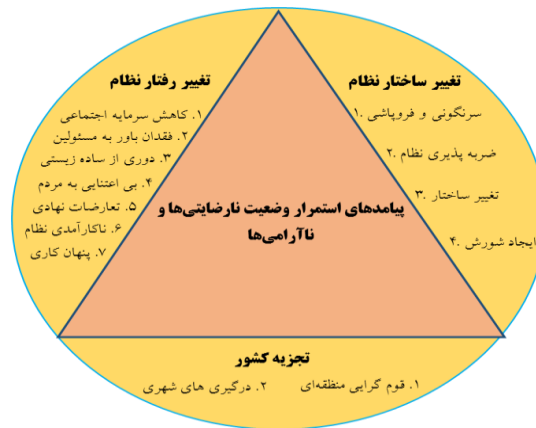 تغییر ساختار نظام
۱. سرنگونی و فروپاشی
۲. ضربه پذیری نظام
۳. تغییر ساختار
۴. ایجاد شورش
تغییر رفتار نظام
۱. کاهش سرمایه اجتماعی
۲. فقدان باور به مسئولین
۳. دوری از ساده زیستی
۴. بی اعتنایی به مردم
۵. تعارضات نهادی
۶. ناکارآمدی نظام
۷. پنهان کاری
پیامدهای استمرار وضعیت نارضایتی‌ها و
ناآرامی‌ها
تجزیه کشور
۱. قوم گرایی منطقه‌ای ۲. درگیری های شهری